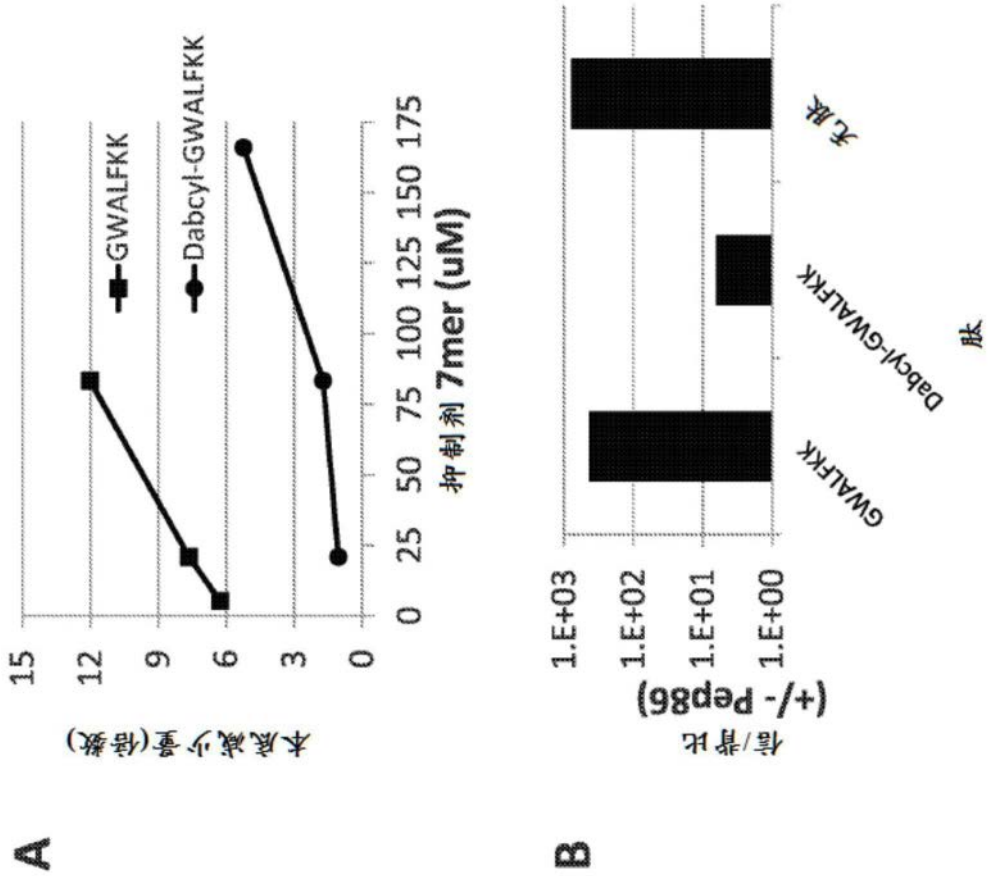 A
本底减少量(倍数)
15
12
9
6
3
0
GWALFKK
Dabcyl-GWALFKK
0 25 50 75 100 125 150 175
抑制剂 7mer (uM)
B
信/背比
(+/- Pep86)
1.E+03
1.E+02
1.E+01
1.E+00
GWALFKK
Dabcyl-GWALFKK
无肽
肽